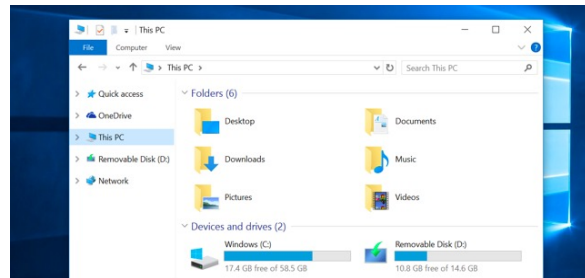 This PC
File Computer View
This PC Search This PC
Quick access
OneDrive
This PC
Removable Disk (D:)
Network
Folders (6)
Desktop Documents
Downloads Music
Pictures Videos
Devices and drives (2)
Windows (C:) Removable Disk (D:)
17.4 GB free of 58.5 GB 10.8 GB free of 14.6 GB